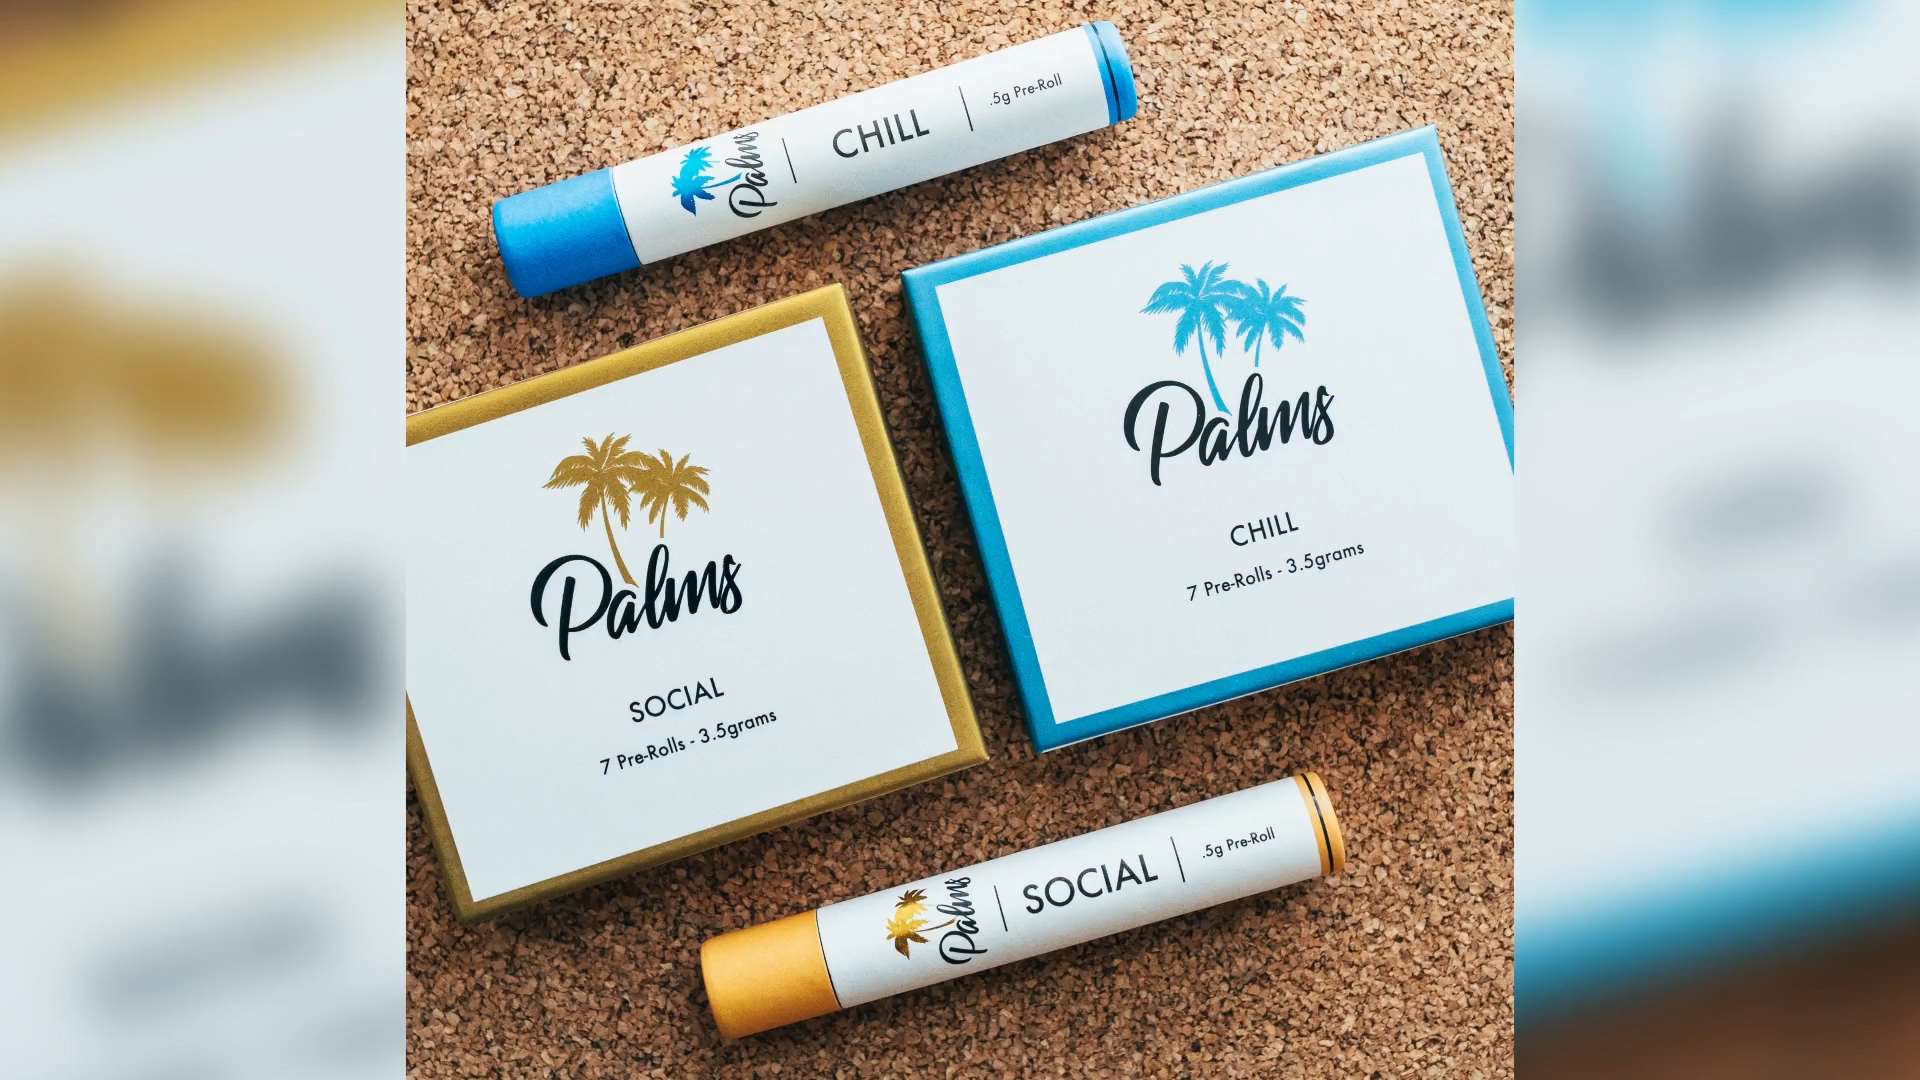 Palms | CHILL | .5g Pre-Roll
Palms
CHILL
7 Pre-Rolls - 3.5grams
Palms
SOCIAL
7 Pre-Rolls - 3.5grams
Palms | SOCIAL | .5g Pre-Roll